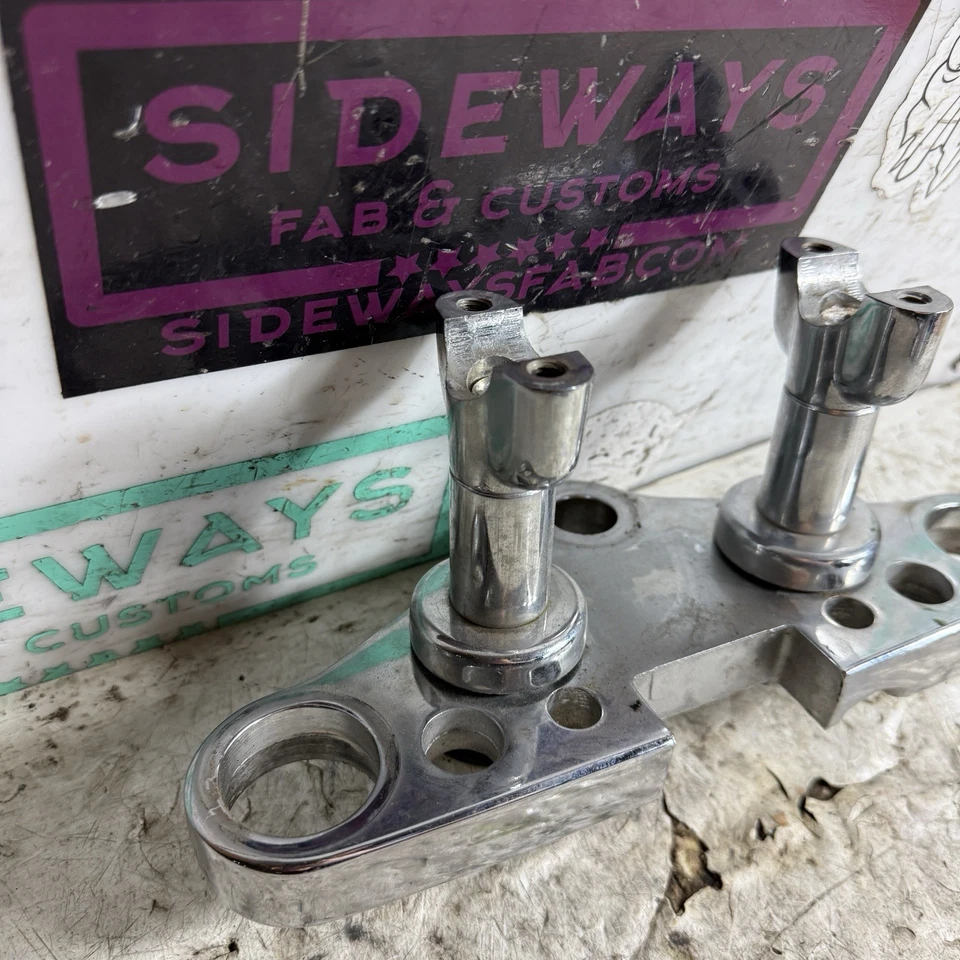 SIDEWAYS
FAB & CUSTOMS
SIDEWAYSFAB.COM
EWAYS
CUSTOMS